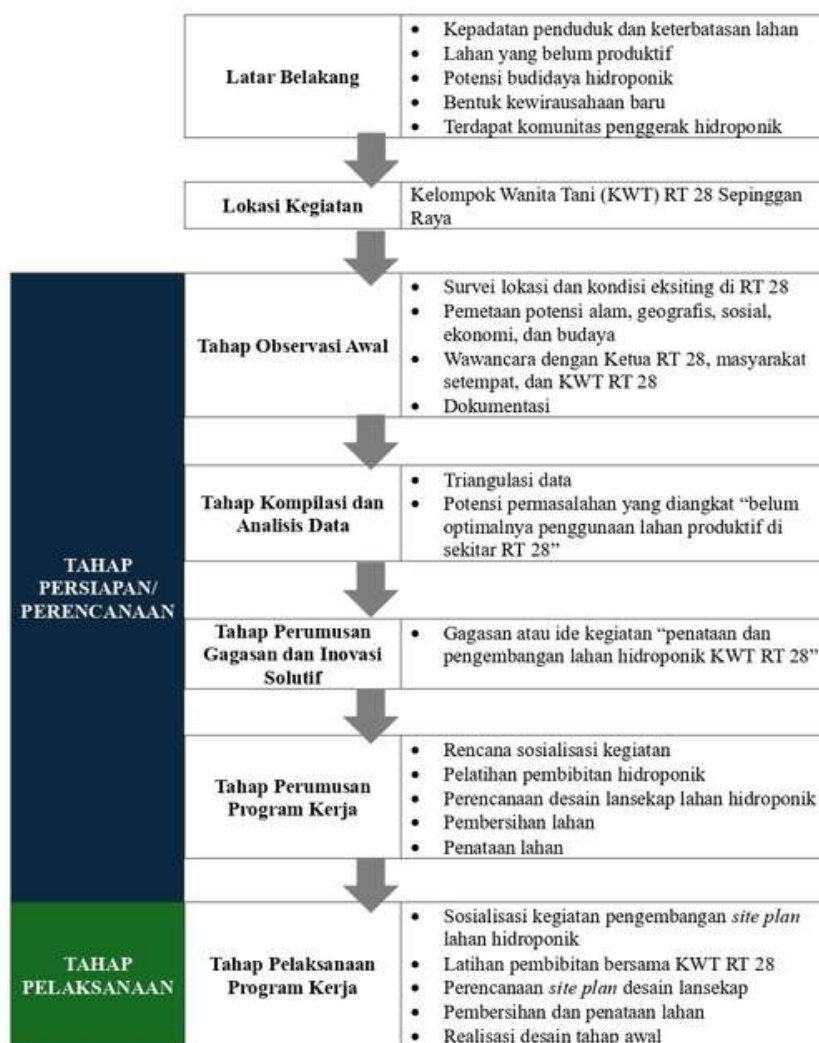 Latar Belakang
• Kepadatan penduduk dan keterbatasan lahan
• Lahan yang belum produktif
• Potensi budidaya hidroponik
• Bentuk kewirausahaan baru
• Terdapat komunitas penggerak hidroponik
Lokasi Kegiatan
Kelompok Wanita Tani (KWT) RT 28 Sepinggan
Raya
TAHAP
PERSIAPAN/
PERENCANAAN
Tahap Observasi Awal
• Survei lokasi dan kondisi eksiting di RT 28
• Pemetaan potensi alam, geografis, sosial,
ekonomi, dan budaya
• Wawancara dengan Ketua RT 28, masyarakat
setempat, dan KWT RT 28
• Dokumentasi
Tahap Kompilasi dan
Analisis Data
• Triangulasi data
• Potensi permasalahan yang diangkat “belum
optimalnya penggunaan lahan produktif di
sekitar RT 28”
Tahap Perumusan
Gagasan dan Inovasi
Solutif
• Gagasan atau ide kegiatan “penataan dan
pengembangan lahan hidroponik KWT RT 28”
Tahap Perumusan
Program Kerja
• Rencana sosialisasi kegiatan
• Pelatihan pembibitan hidroponik
• Perencanaan desain lansekap lahan hidroponik
• Pembersihan lahan
• Penataan lahan
TAHAP
PELAKSANAAN
Tahap Pelaksanaan
Program Kerja
• Sosialisasi kegiatan pengembangan site plan
lahan hidroponik
• Latihan pembibitan bersama KWT RT 28
• Perencanaan site plan desain lansekap
• Pembersihan dan penataan lahan
• Realisasi desain tahap awal